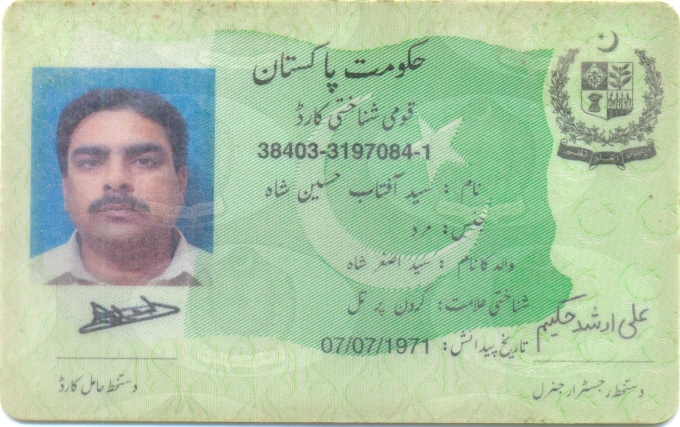 حکومت پاکستان
قومی شناختی کارڈ
38403-3197084-1
نام : سید آفتاب حسین شاہ
جنس: مرد
والد کا نام : سید اصغر شاہ
شناختی علامت: گردن پر تل
تاریخ پیدائش: 07/07/1971
علی ارشد حکیم
دستخط حامل کارڈ
دستخط رجسٹرار جنرل